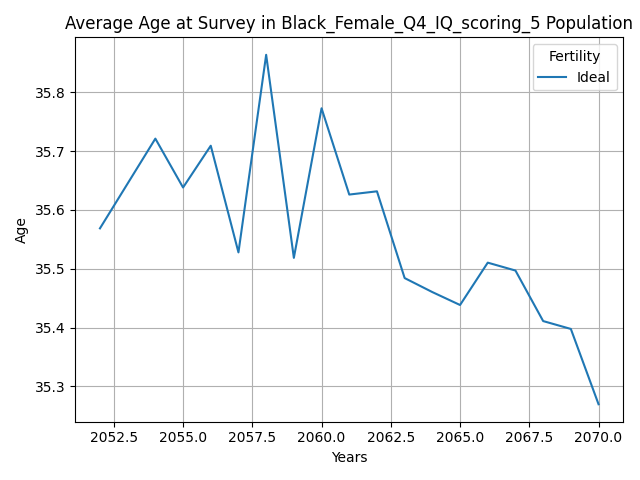 Average Age at Survey in Black_Female_Q4_IQ_scoring_5 Population
Fertility
Ideal
35.8
35.7
35.6
35.5
35.4
35.3
Age
2052.5 2055.0 2057.5 2060.0 2062.5 2065.0 2067.5 2070.0
Years